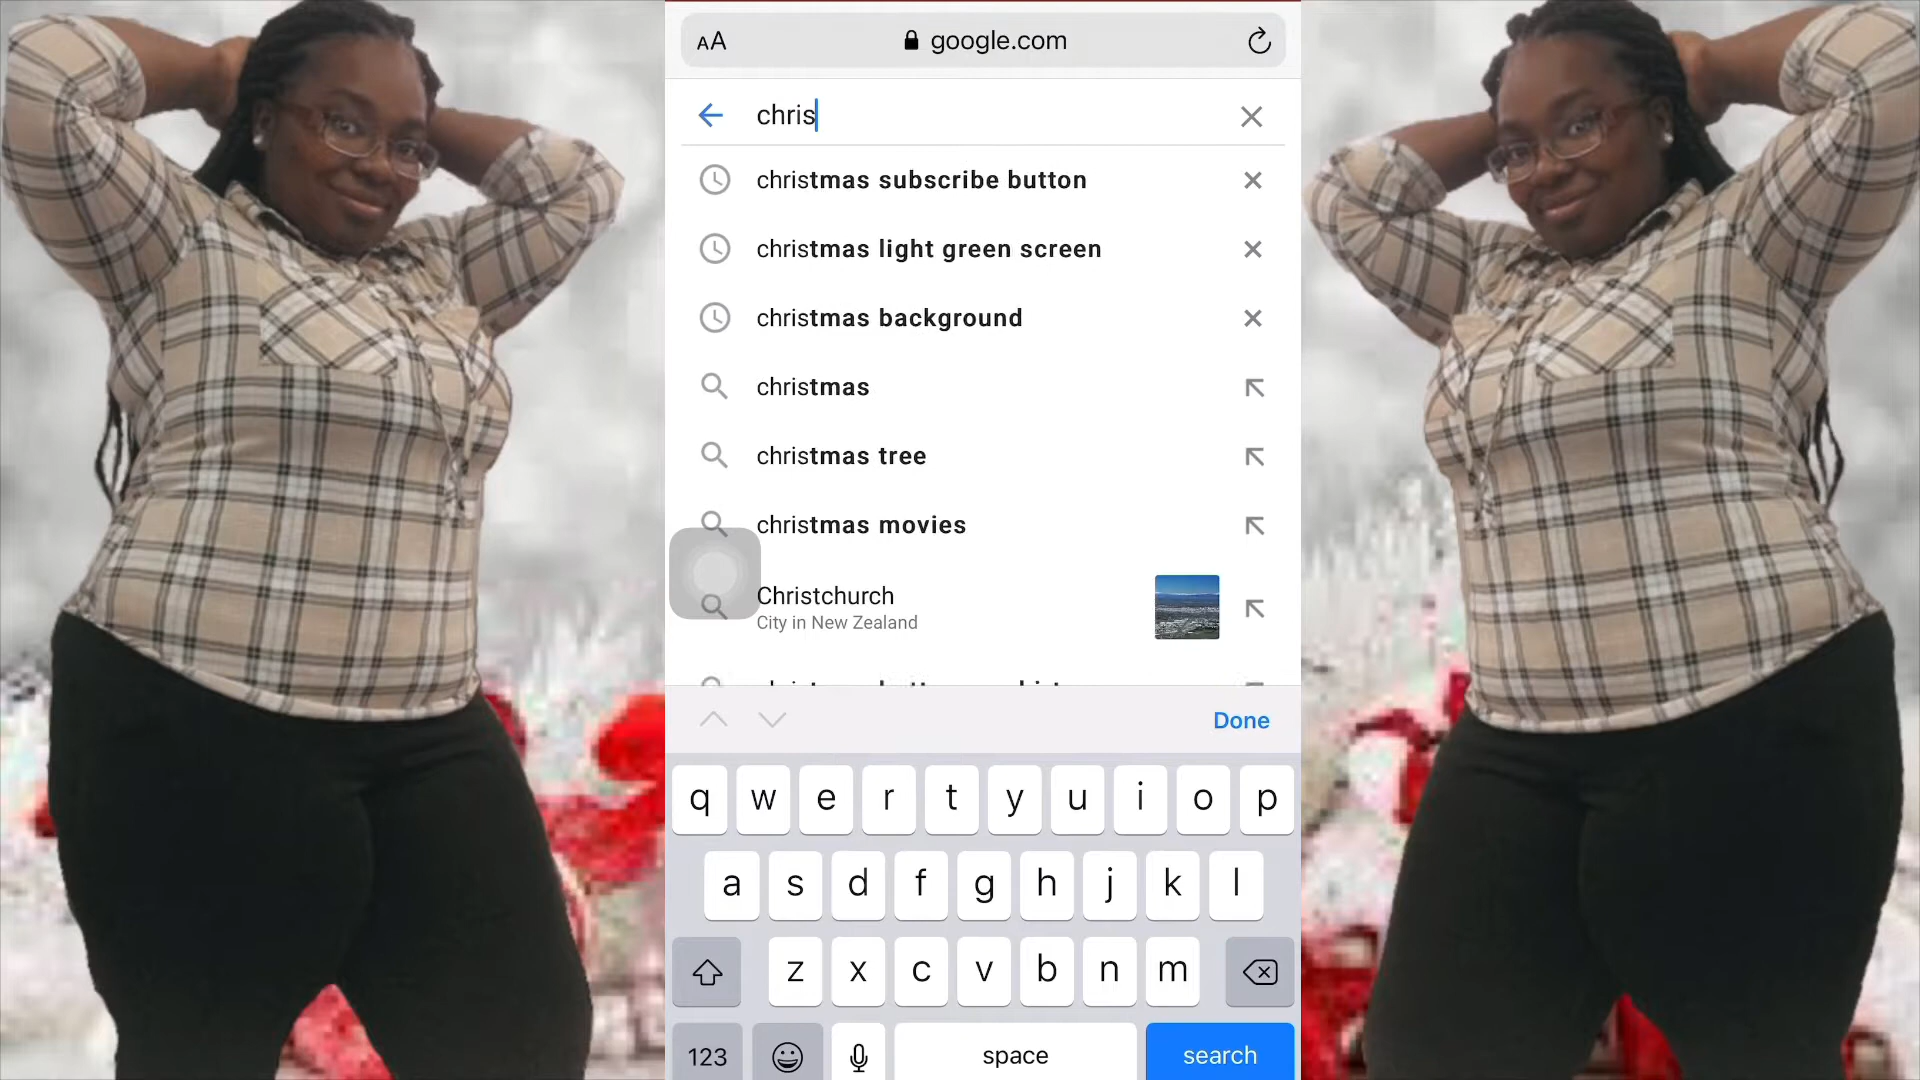 AA google.com
chris
christmas subscribe button
christmas light green screen
christmas background
christmas
christmas tree
christmas movies
Christchurch
City in New Zealand
Done
q w e r t y u i o p
a s d f g h j k l
z x c v b n m
123 space search